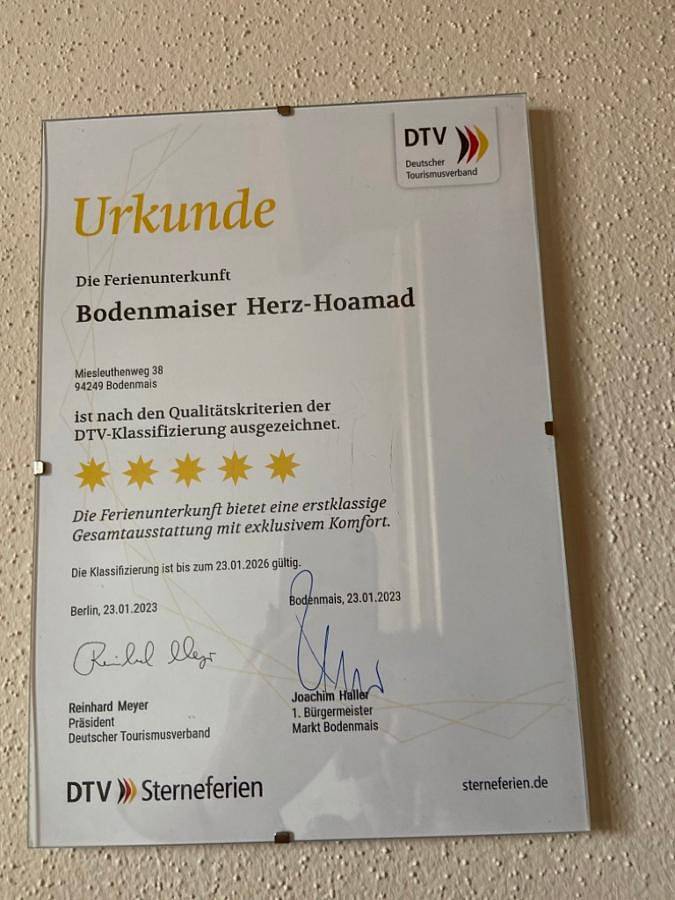 DTV
Deutscher
Tourismusverband
Urkunde
Die Ferienunterkunft
Bodenmaiser Herz-Hoamad
Miesleuthenweg 38
94249 Bodenmais
ist nach den Qualitätskriterien der
DTV-Klassifizierung ausgezeichnet.
Die Ferienunterkunft bietet eine erstklassige
Gesamtausstattung mit exklusivem Komfort.
Die Klassifizierung ist bis zum 23.01.2026 gültig.
Berlin, 23.01.2023
Bodenmais, 23.01.2023
Reinhard Meyer
Präsident
Deutscher Tourismusverband
Joachim Haller
1. Bürgermeister
Markt Bodenmais
DTV Sterneferien
sterneferien.de